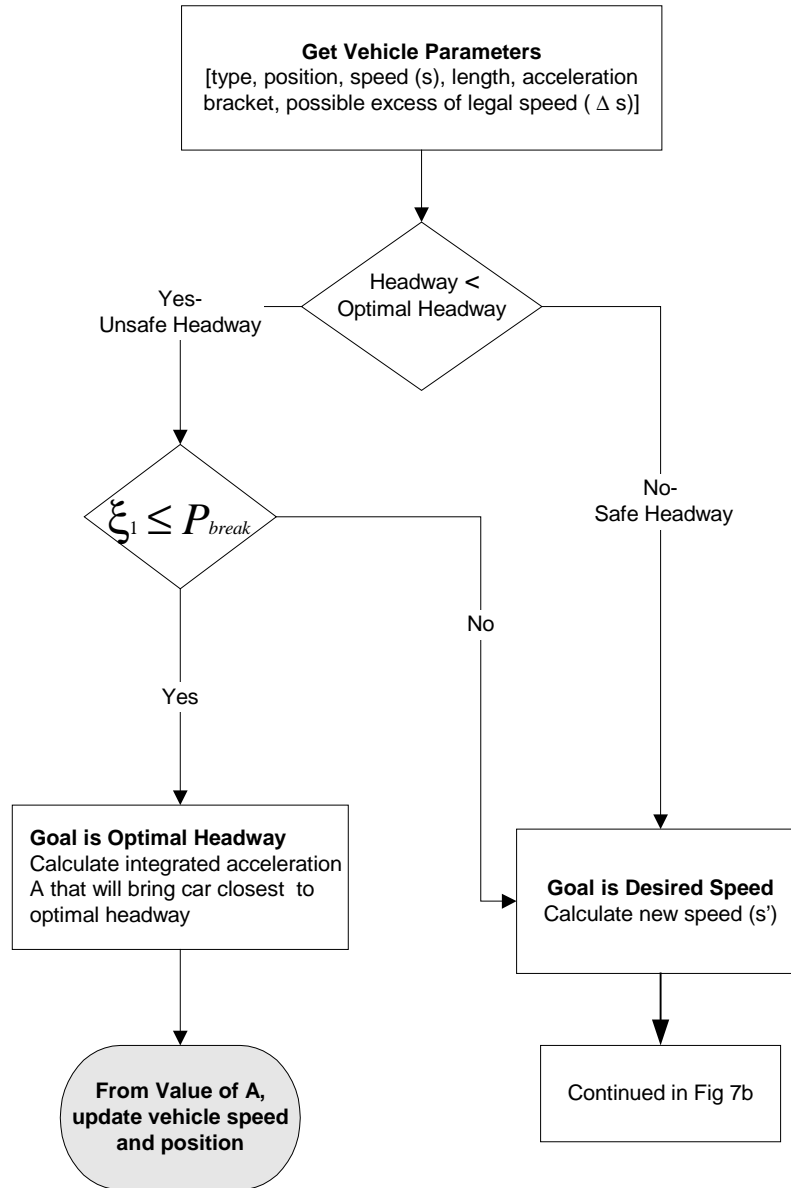 Get Vehicle Parameters
[type, position, speed (s), length, acceleration
bracket, possible excess of legal speed ( Δ s)]
Headway <
Optimal Headway
Yes-
Unsafe Headway
No-
Safe Headway
ξ1 ≤ Pbreak
No
Yes
Goal is Optimal Headway
Calculate integrated acceleration
A that will bring car closest to
optimal headway
Goal is Desired Speed
Calculate new speed (s’)
From Value of A,
update vehicle speed
and position
Continued in Fig 7b